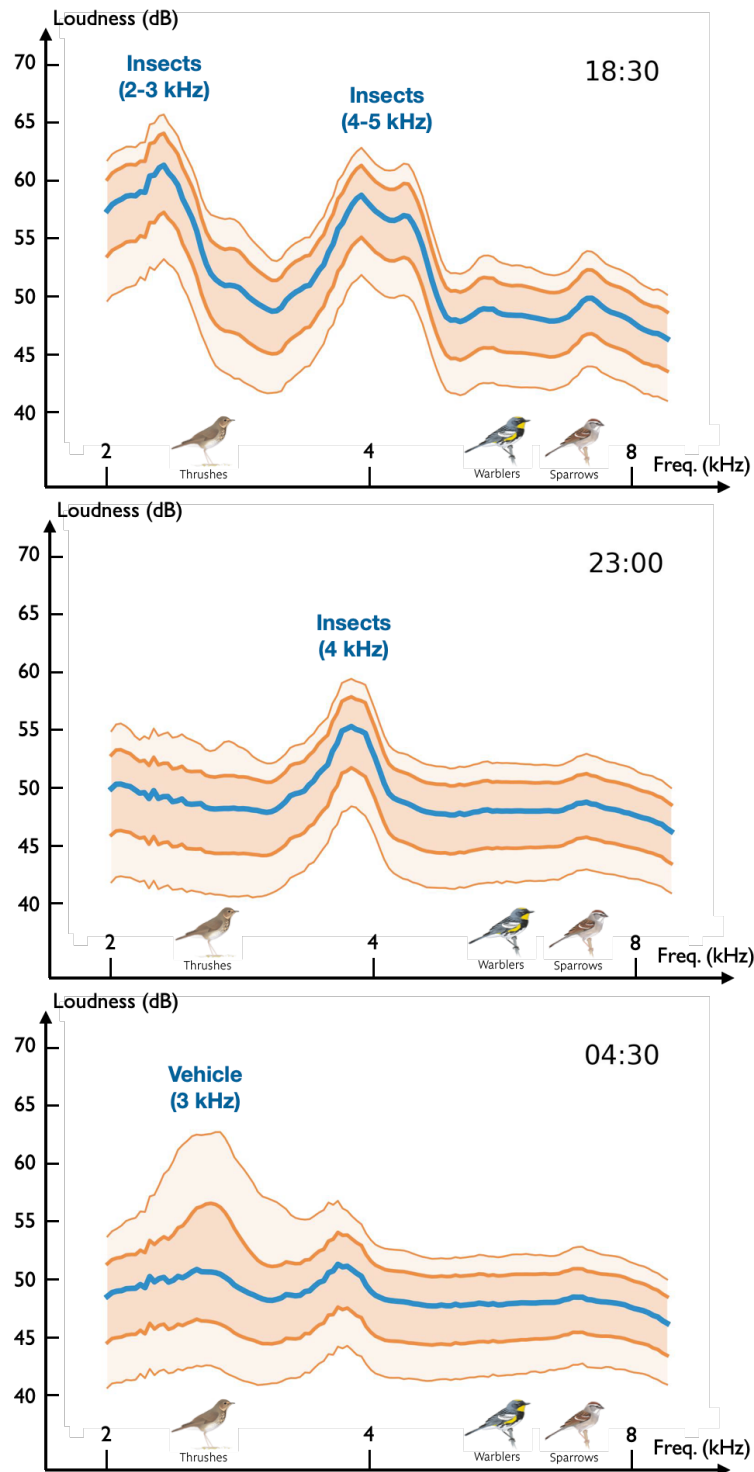 Loudness (dB)
18:30
70
Insects
(2-3 kHz)
Insects
(4-5 kHz)
65
60
55
50
45
40
2
4
8
Freq. (kHz)
Thrushes
Warblers
Sparrows
Loudness (dB)
23:00
70
65
Insects
(4 kHz)
60
55
50
45
40
2
4
8
Freq. (kHz)
Thrushes
Warblers
Sparrows
Loudness (dB)
04:30
70
Vehicle
(3 kHz)
65
60
55
50
45
40
2
4
8
Freq. (kHz)
Thrushes
Warblers
Sparrows